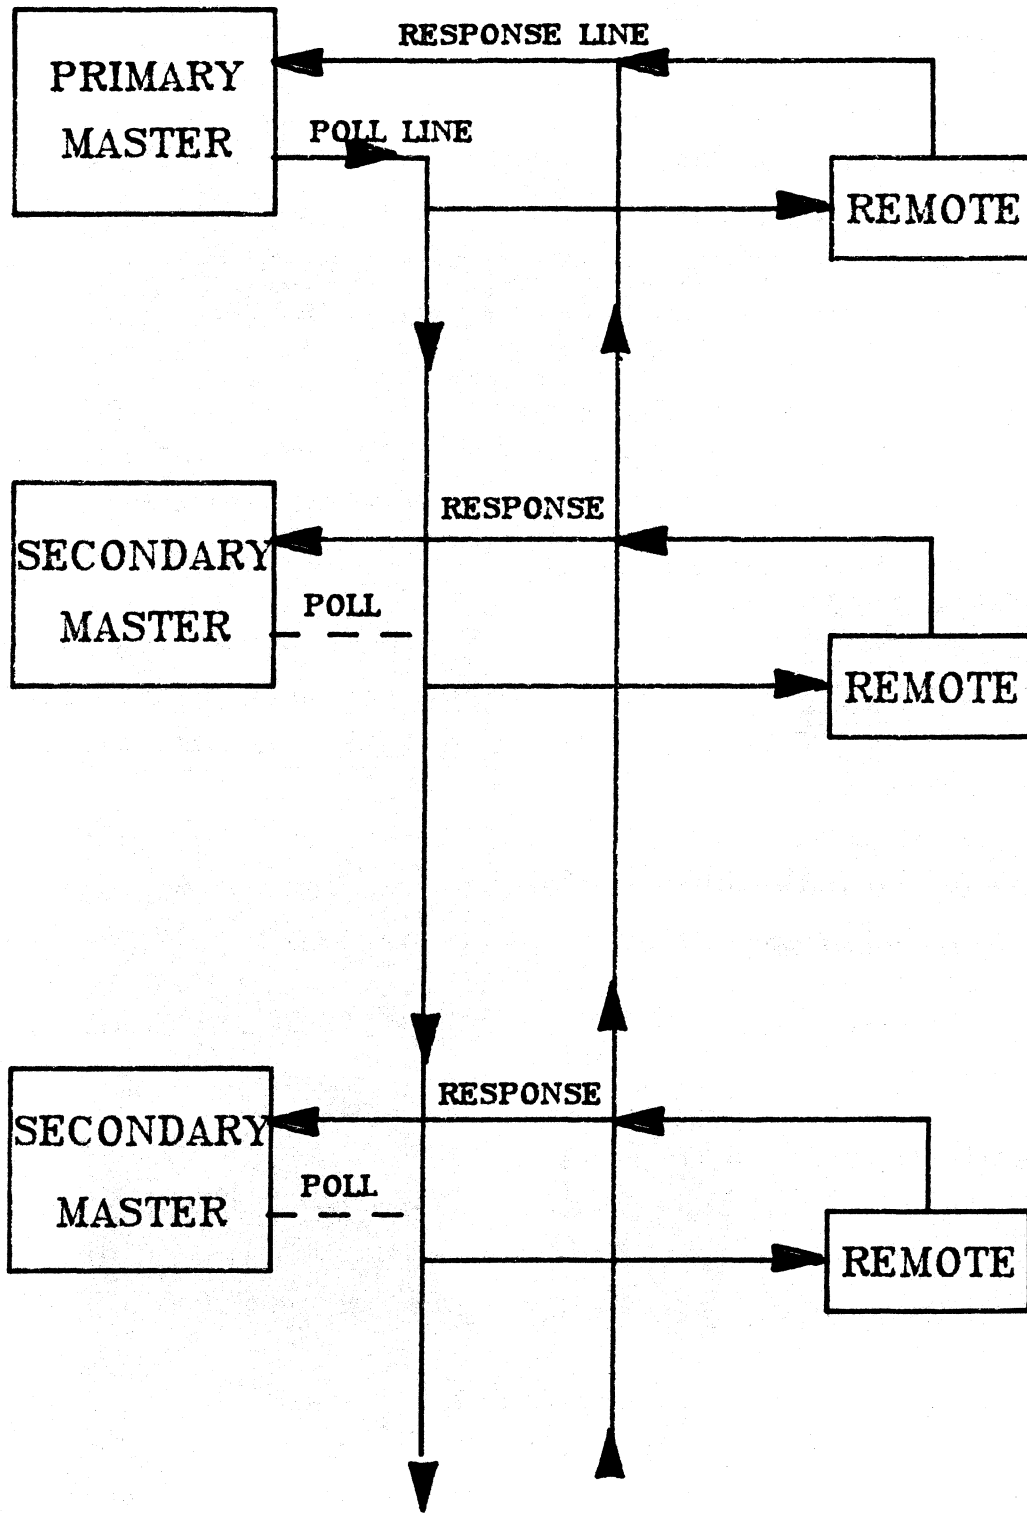 RESPONSE LINE
PRIMARY
MASTER
POLL LINE
REMOTE
RESPONSE
SECONDARY
MASTER
POLL
REMOTE
RESPONSE
SECONDARY
MASTER
POLL
REMOTE